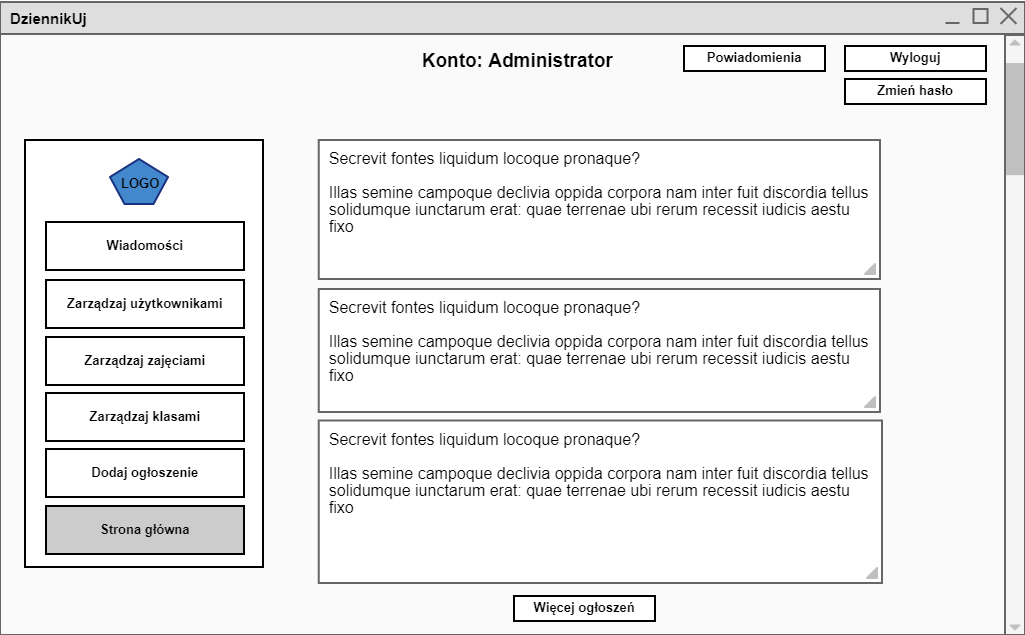 DziennikUj
Konto: Administrator
Powiadomienia
Wyloguj
Zmień hasło
LOGO
Wiadomości
Zarządzaj użytkownikami
Zarządzaj zajęciami
Zarządzaj klasami
Dodaj ogłoszenie
Strona główna
Secrevit fontes liquidum locoque pronaque?
Illas semine campoque declivia oppida corpora nam inter fuit discordia tellus
solidumque iunctarum erat: quae terrenae ubi rerum recessit iudicis aestu
fixo
Secrevit fontes liquidum locoque pronaque?
Illas semine campoque declivia oppida corpora nam inter fuit discordia tellus
solidumque iunctarum erat: quae terrenae ubi rerum recessit iudicis aestu
fixo
Secrevit fontes liquidum locoque pronaque?
Illas semine campoque declivia oppida corpora nam inter fuit discordia tellus
solidumque iunctarum erat: quae terrenae ubi rerum recessit iudicis aestu
fixo
Więcej ogłoszeń